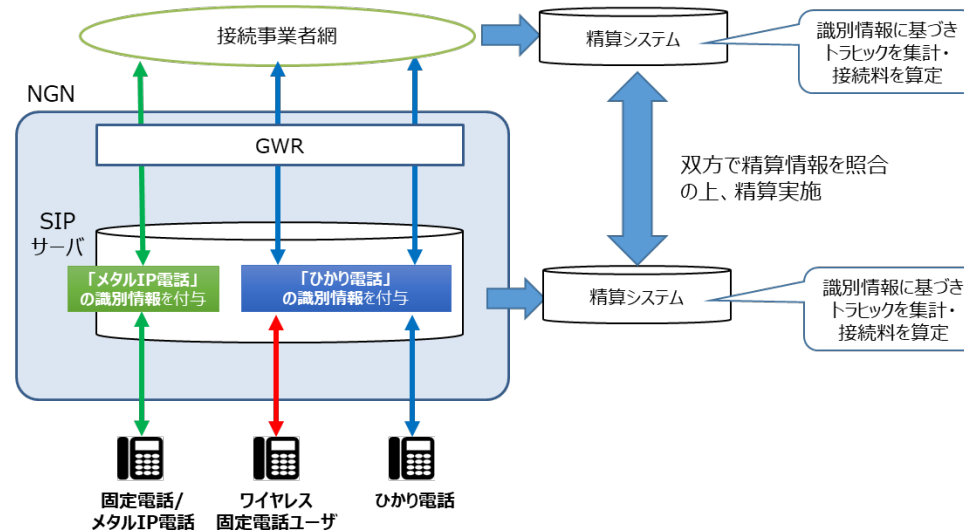 接続事業者網
精算システム
識別情報に基づき
トラヒックを集計・
接続料を算定
NGN
GWR
双方で精算情報を照合
の上、精算実施
SIP
サーバ
「メタルIP電話」
の識別情報を付与
「ひかり電話」
の識別情報を付与
精算システム
識別情報に基づき
トラヒックを集計・
接続料を算定
固定電話/
メタルIP電話
ワイヤレス
固定電話ユーザ
ひかり電話